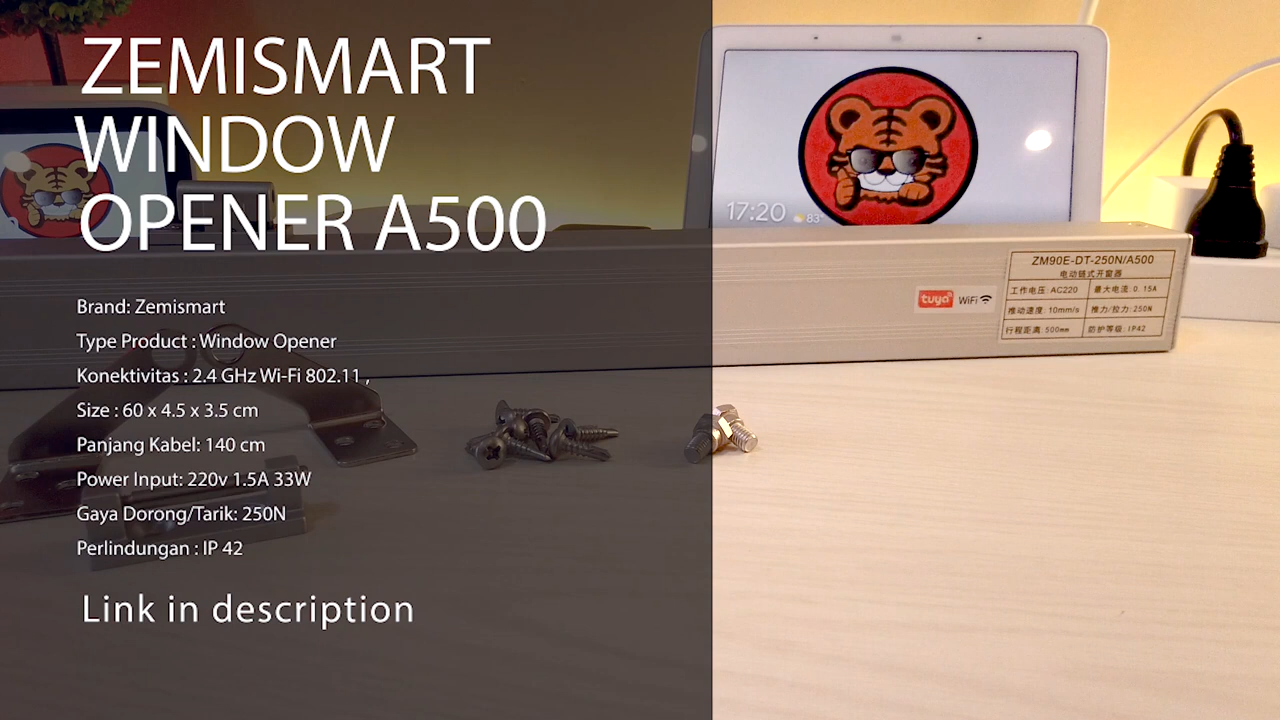 ZEMISMART
WINDOW
OPENER A500
Brand: Zemismart
Type Product : Window Opener
Konektivitas : 2.4 GHz Wi-Fi 802.11 ,
Size : 60 x 4.5 x 3.5 cm
Panjang Kabel: 140 cm
Power Input: 220v 1.5A 33W
Gaya Dorong/Tarik: 250N
Perlindungan : IP 42
Link in description
17:20 83°
tuya WiFi
ZM90E-DT-250N/A500
电动链式开窗器
工作电压: AC220 最大电流: 0.15A
推动速度: 10mm/s 推力/拉力: 250N
行程距离: 500mm 防护等级: IP42